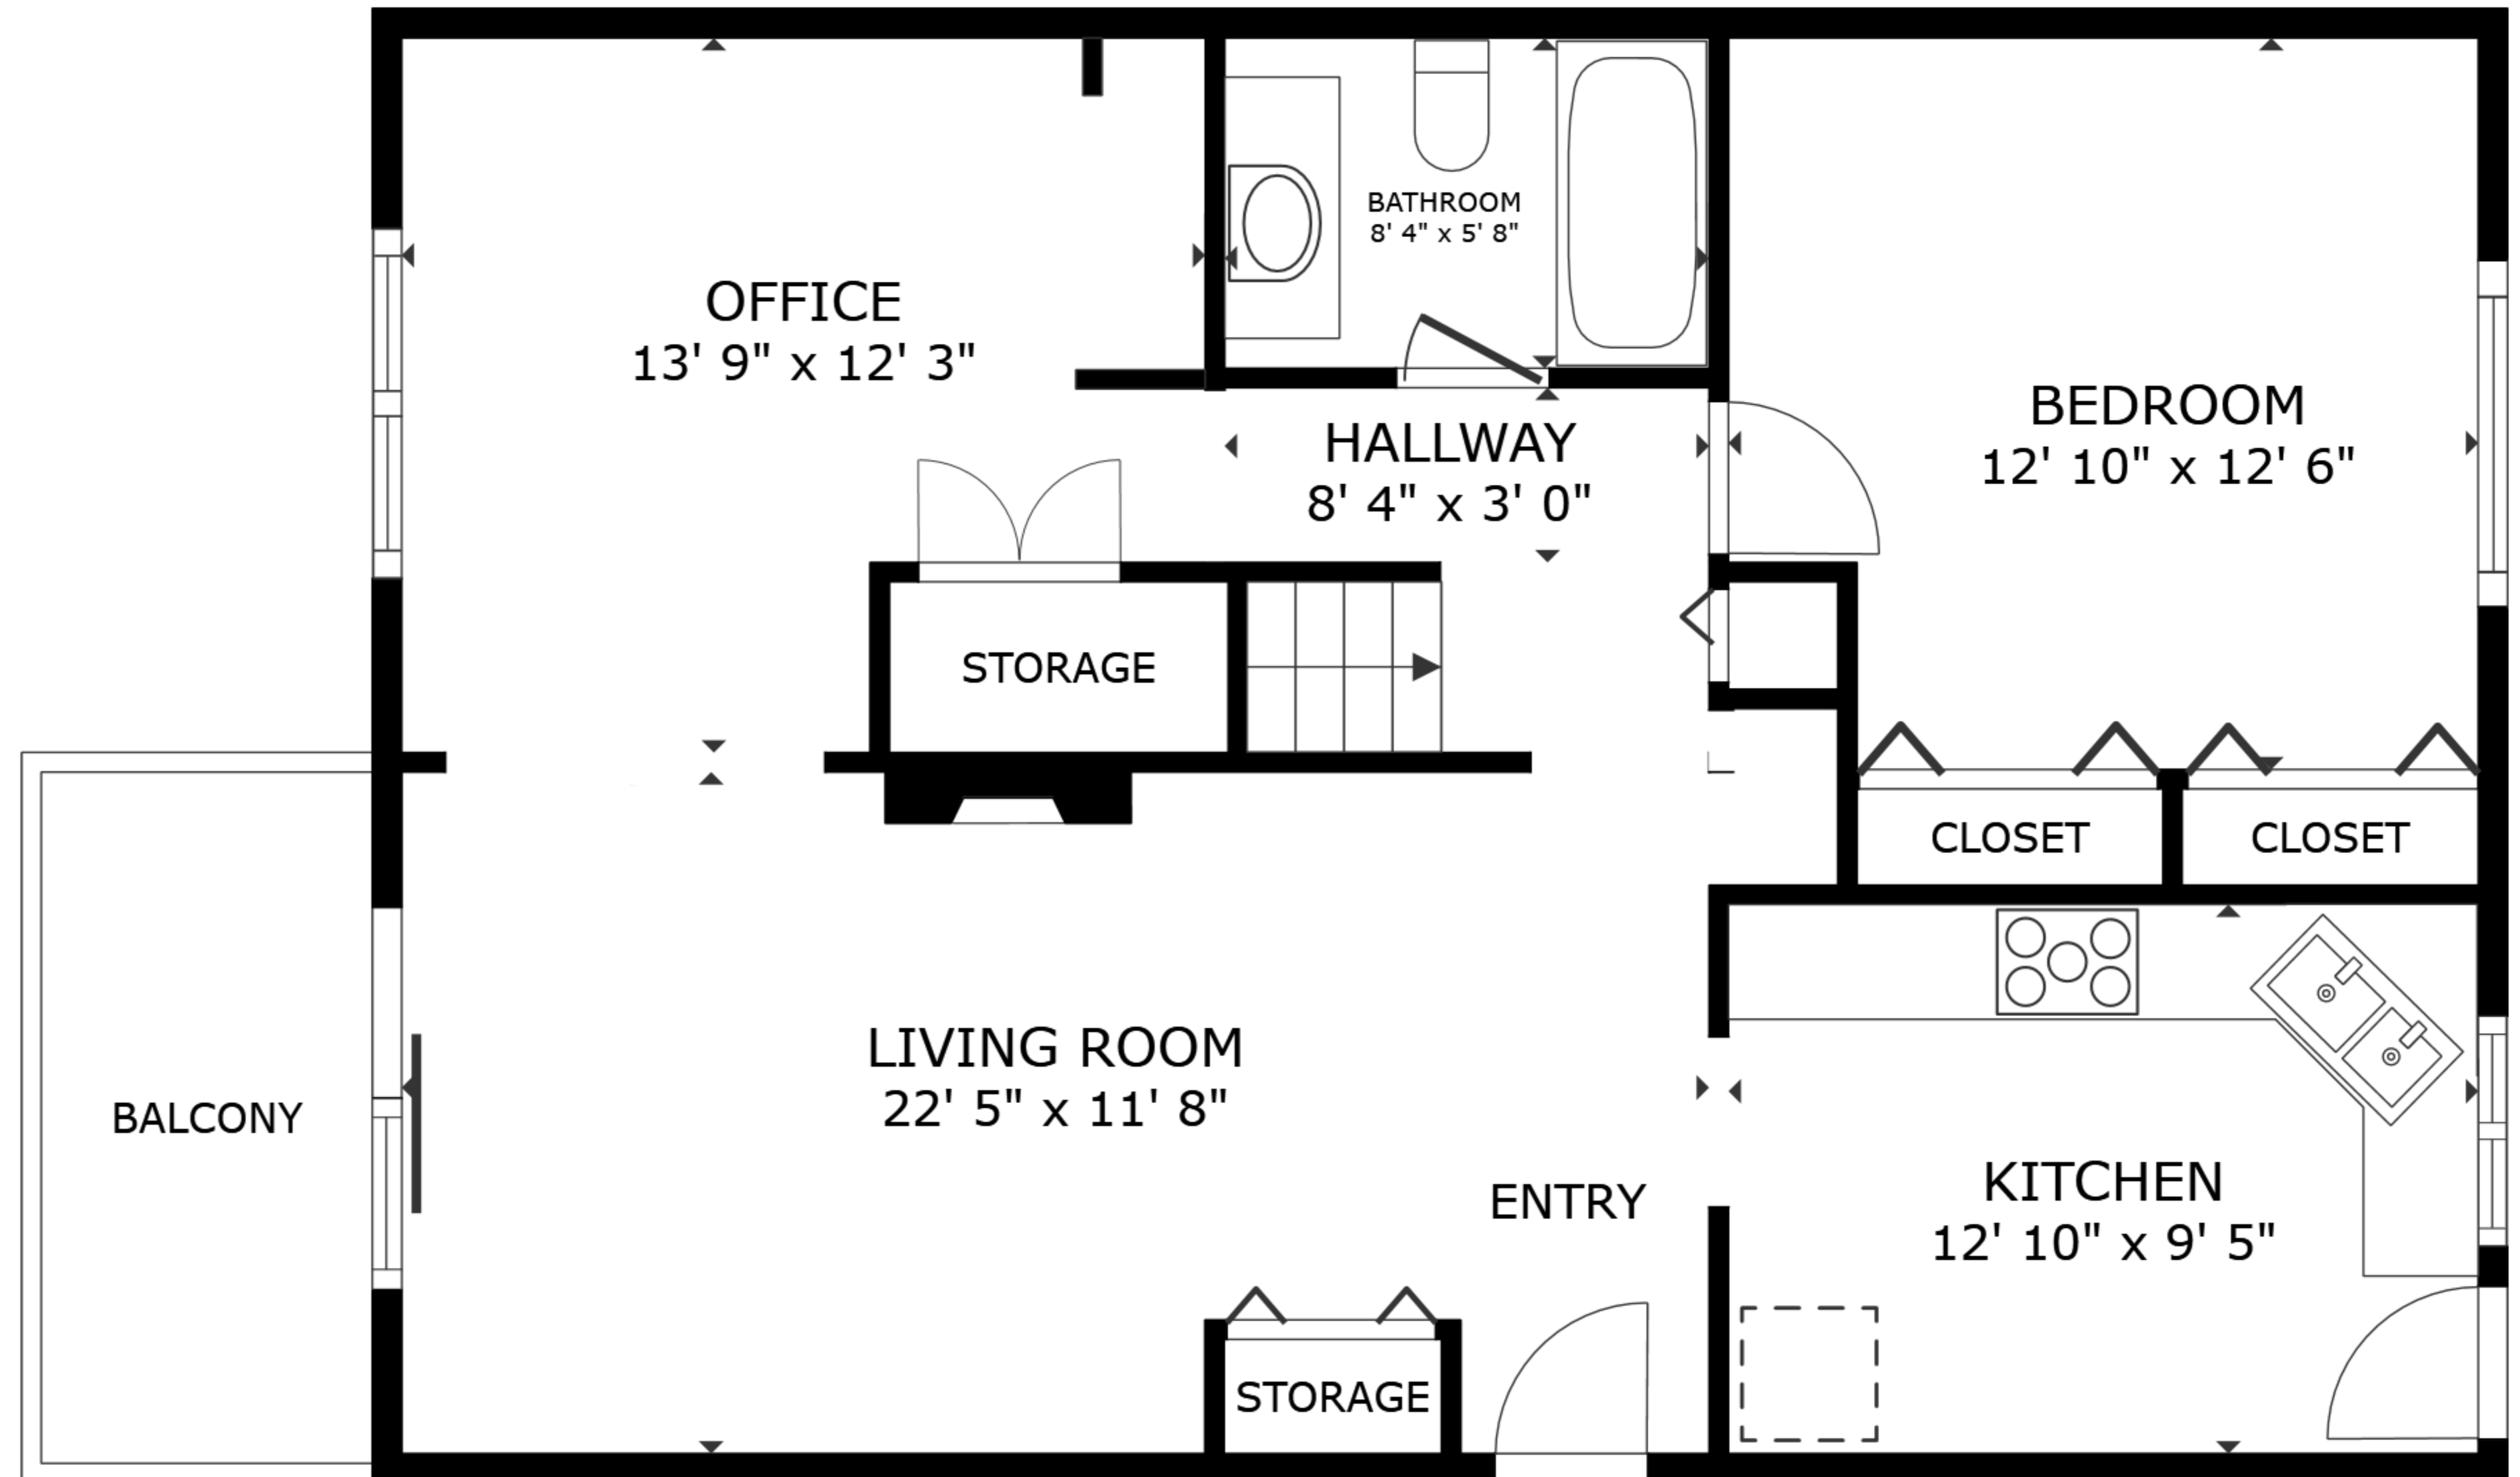 BATHROOM
8' 4" x 5' 8"
OFFICE
13' 9" x 12' 3"
BEDROOM
12' 10" x 12' 6"
HALLWAY
8' 4" x 3' 0"
STORAGE
CLOSET
CLOSET
LIVING ROOM
22' 5" x 11' 8"
BALCONY
ENTRY
KITCHEN
12' 10" x 9' 5"
STORAGE